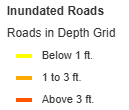 Inundated Roads
Roads in Depth Grid
Below 1 ft.
1 to 3 ft.
Above 3 ft.